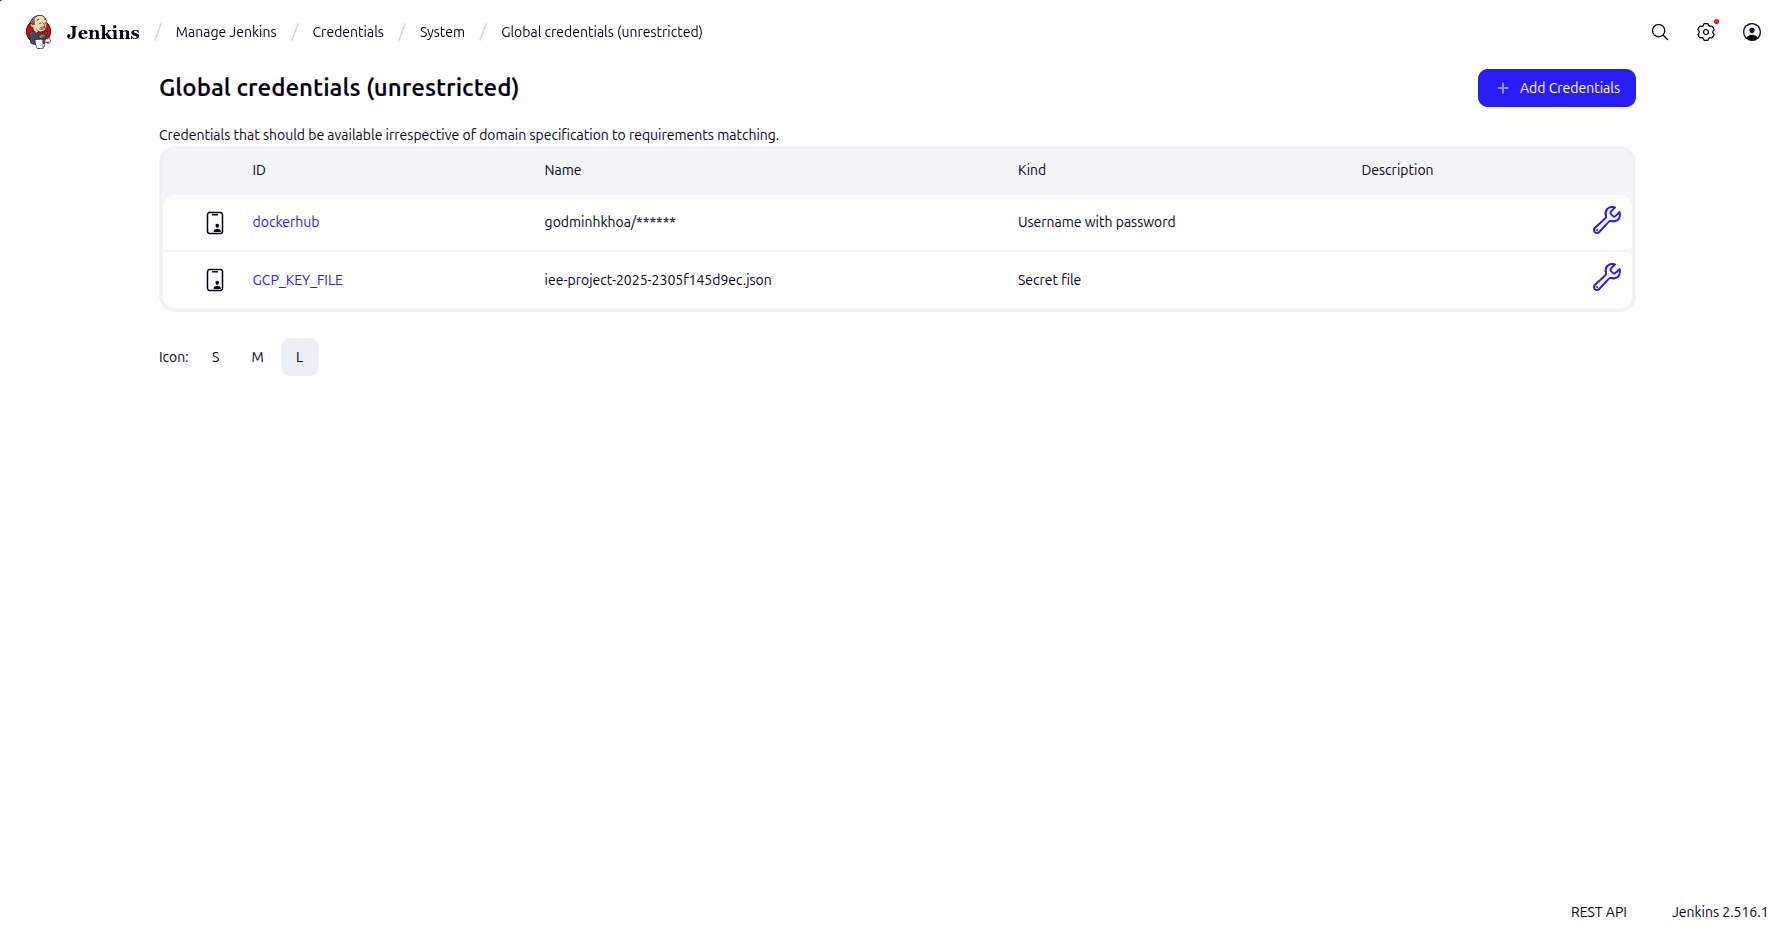 Jenkins / Manage Jenkins / Credentials / System / Global credentials (unrestricted)
Global credentials (unrestricted)
+ Add Credentials
Credentials that should be available irrespective of domain specification to requirements matching.
ID Name Kind Description
dockerhub godminhkhoa/****** Username with password
GCP_KEY_FILE iee-project-2025-2305f145d9ec.json Secret file
Icon: S M L
REST API Jenkins 2.516.1